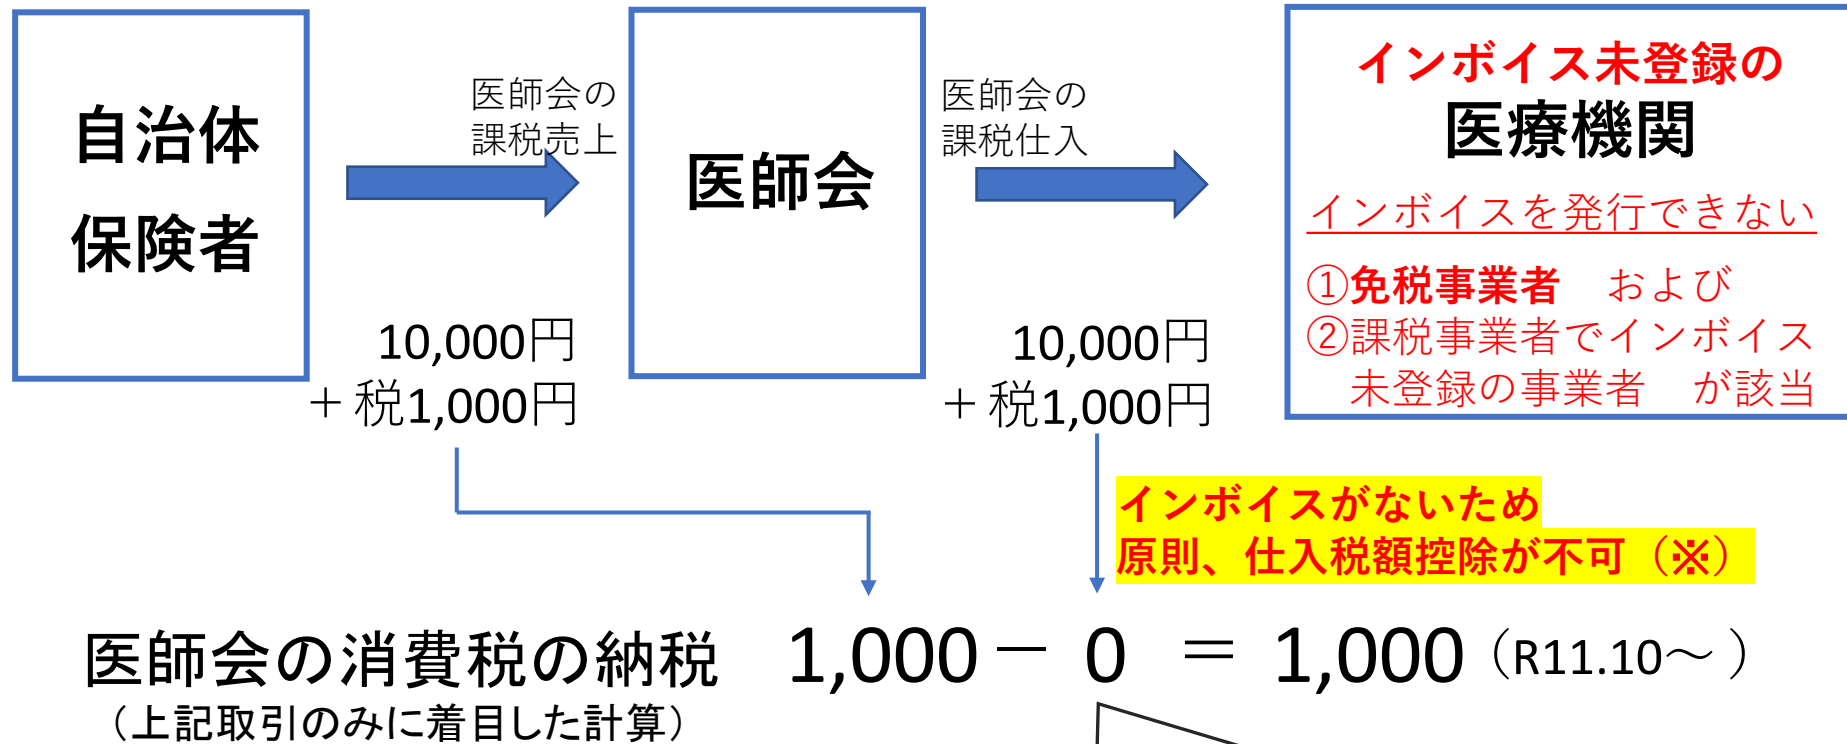 自治体
保険者
医師会の
課税売上
10,000円
＋税1,000円
医師会
医師会の
課税仕入
10,000円
＋税1,000円
インボイス未登録の
医療機関
インボイスを発行できない
①免税事業者　および
②課税事業者でインボイス
未登録の事業者　が該当
インボイスがないため
原則、仕入税額控除が不可（※）
医師会の消費税の納税　1,000－0＝1,000（R11.10～）
（上記取引のみに着目した計算）